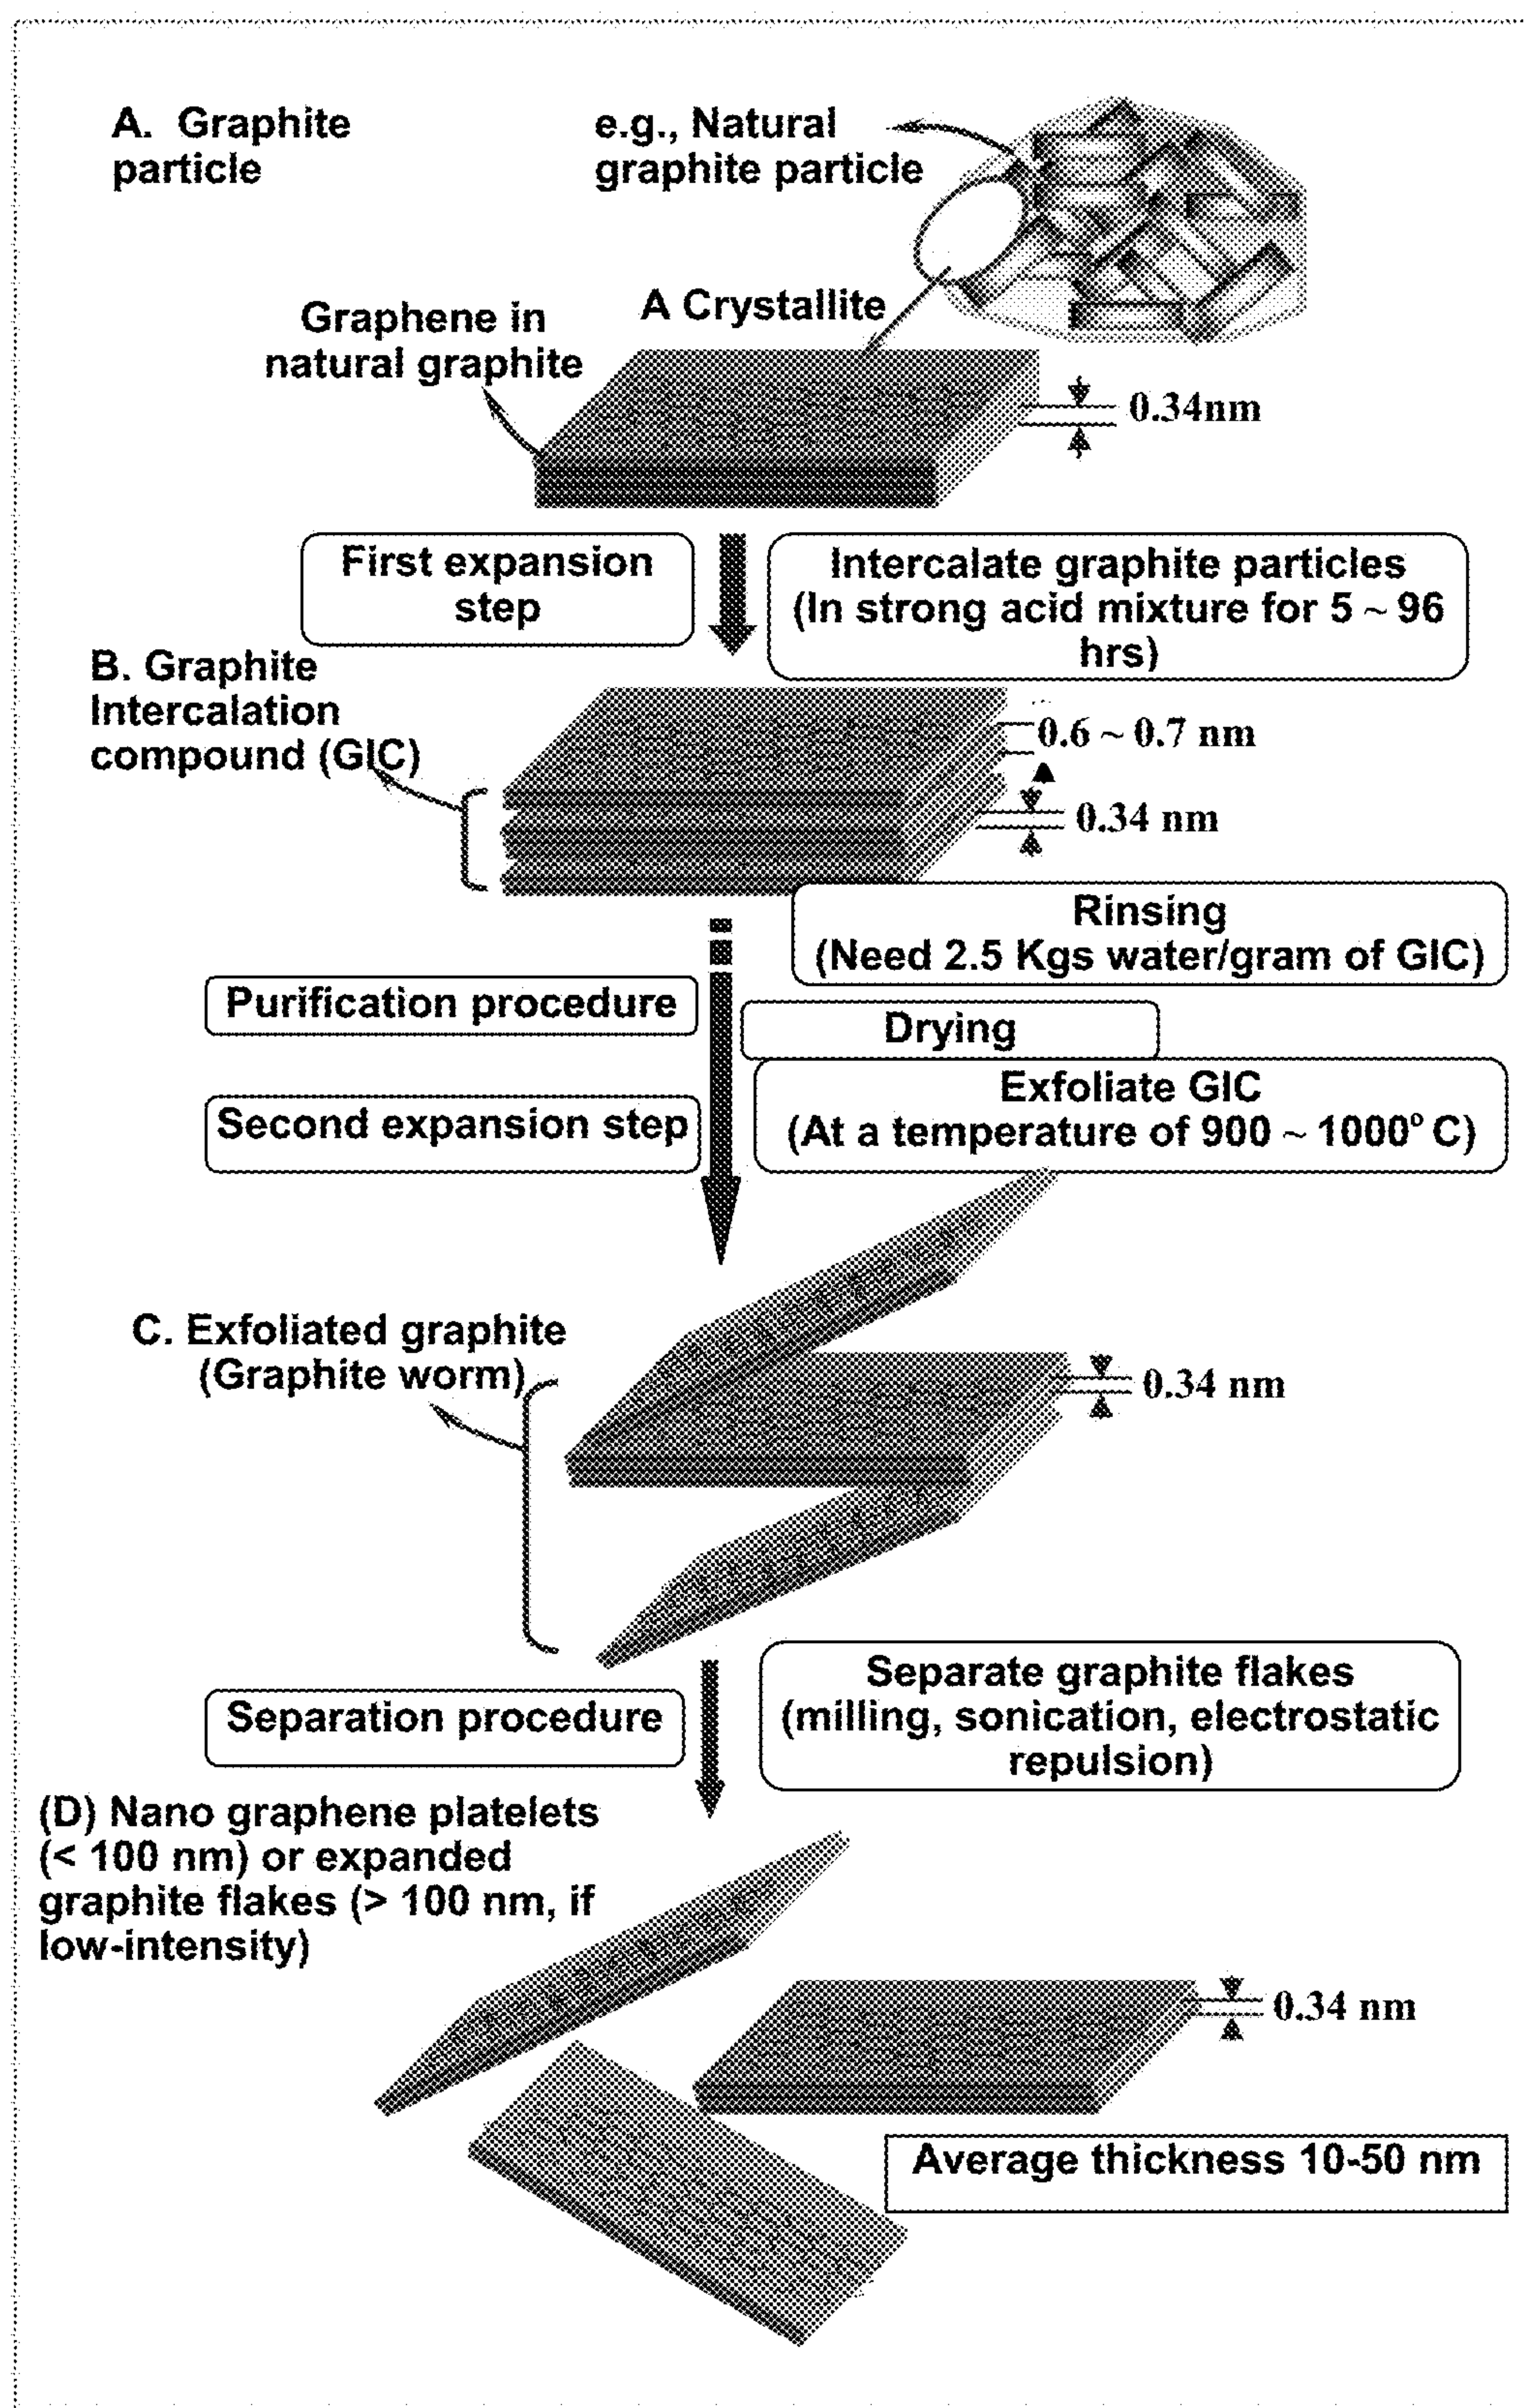 A. Graphite
particle
e.g., Natural
graphite particle
A Crystallite
Graphene in
natural graphite
0.34nm
First expansion
step
Intercalate graphite particles
(In strong acid mixture for 5 ~ 96
hrs)
B. Graphite
Intercalation
compound (GIC)
0.6 ~ 0.7 nm
0.34 nm
Rinsing
(Need 2.5 Kgs water/gram of GIC)
Purification procedure
Drying
Exfoliate GIC
(At a temperature of 900 ~ 1000º C)
Second expansion step
C. Exfoliated graphite
(Graphite worm)
0.34 nm
Separation procedure
Separate graphite flakes
(milling, sonication, electrostatic
repulsion)
(D) Nano graphene platelets
(< 100 nm) or expanded
graphite flakes (> 100 nm, if
low-intensity)
0.34 nm
Average thickness 10-50 nm